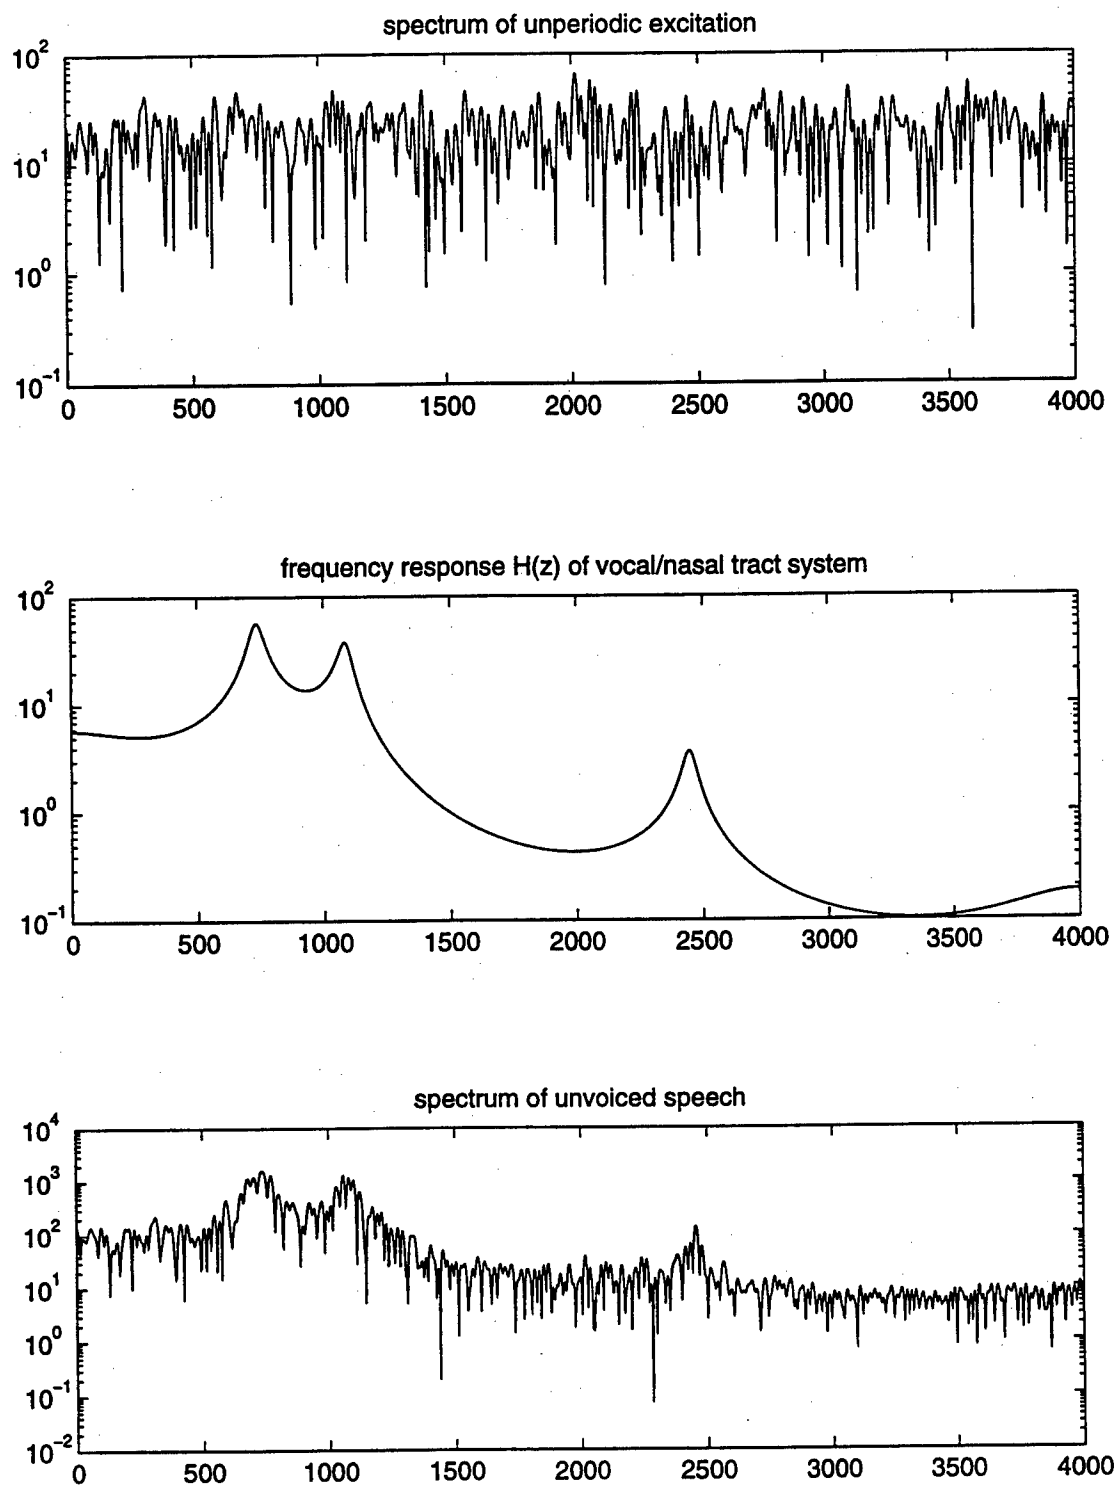 spectrum of unperiodic excitation
10^2
10^1
10^0
10^-1
0 500 1000 1500 2000 2500 3000 3500 4000
frequency response H(z) of vocal/nasal tract system
10^2
10^1
10^0
10^-1
0 500 1000 1500 2000 2500 3000 3500 4000
spectrum of unvoiced speech
10^4
10^3
10^2
10^1
10^0
10^-1
10^-2
0 500 1000 1500 2000 2500 3000 3500 4000